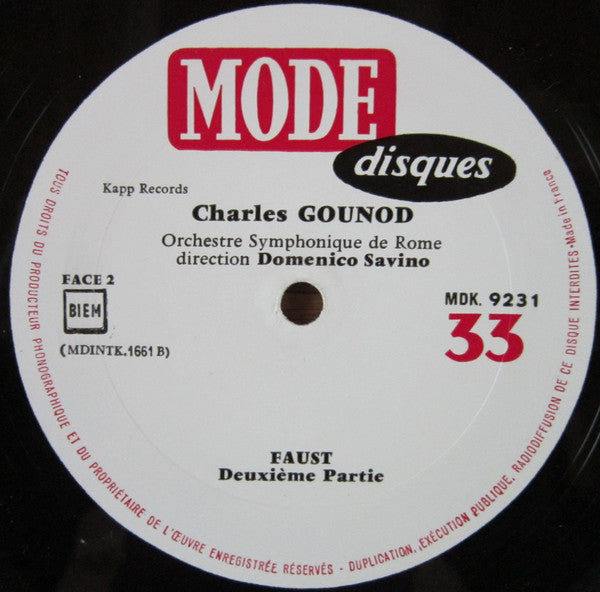 MODE
disques
Kapp Records
Charles GOUNOD
Orchestre Symphonique de Rome
direction Domenico Savino
FACE 2
BIEM
(MDINTK.1661 B)
MDK. 9231
33
FAUST
Deuxième Partie
TOUS DROITS DU PRODUCTEUR PHONOGRAPHIQUE ET DU PROPRIÉTAIRE DE L'ŒUVRE ENREGISTRÉE RÉSERVÉS - DUPLICATION, EXÉCUTION PUBLIQUE, RADIODIFFUSION DE CE DISQUE INTERDITES • Made in France